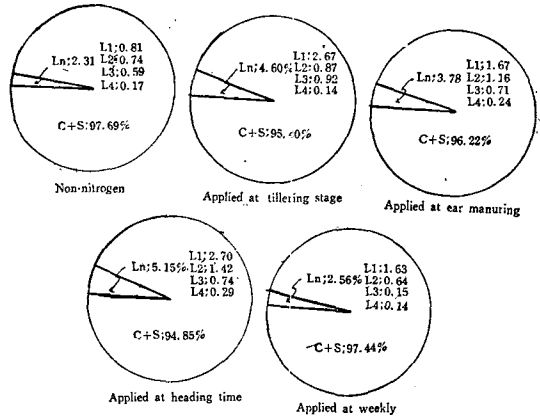 Ln;2.31
L1;0.81
L2;0.74
L3;0.59
L4;0.17
C+S;97.69%
Non-nitrogen
Ln;4.60%
L1;2.67
L2;0.87
L3;0.92
L4;0.14
C+S;95.40%
Applied at tillering stage
Ln;3.78
L1;1.67
L2;1.16
L3;0.71
L4;0.24
C+S;96.22%
Applied at ear manuring
Ln;5.15%
L1;2.70
L2;1.42
L3;0.74
L4;0.29
C+S;94.85%
Applied at heading time
Ln;2.56%
L1;1.63
L2;0.64
L3;0.15
L4;0.14
C+S;97.44%
Applied at weekly